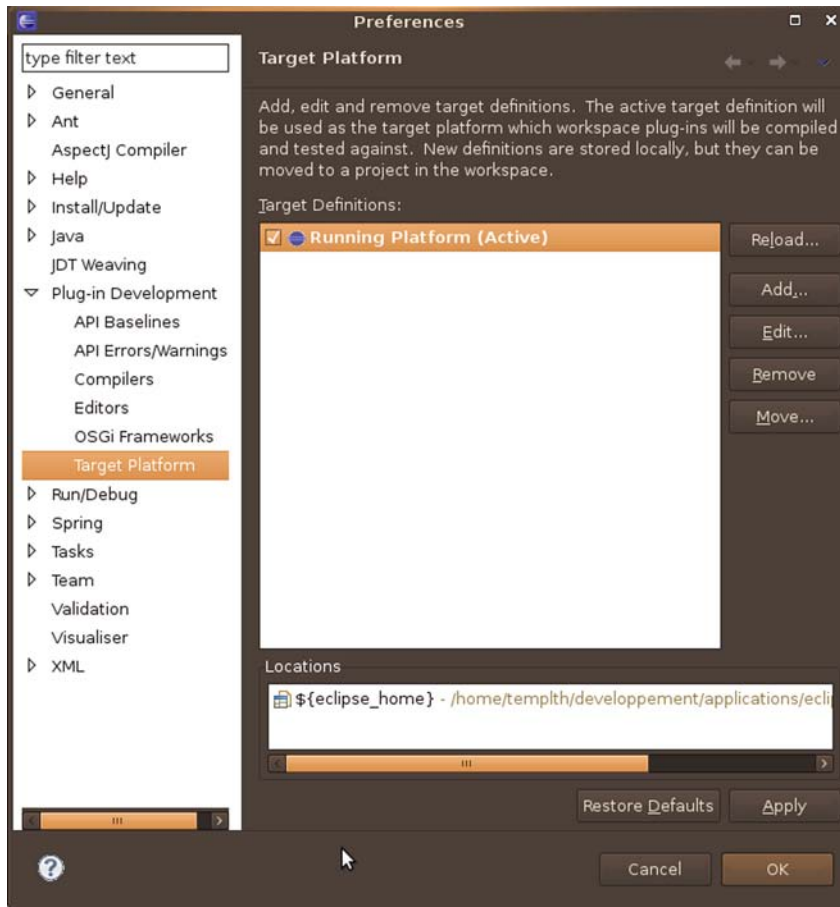 Preferences
type filter text
General
Ant
AspectJ Compiler
Help
Install/Update
Java
JDT Weaving
Plug-in Development
API Baselines
API Errors/Warnings
Compilers
Editors
OSGi Frameworks
Target Platform
Run/Debug
Spring
Tasks
Team
Validation
Visualiser
XML
Target Platform
Add, edit and remove target definitions. The active target definition will
be used as the target platform which workspace plug-ins will be compiled
and tested against. New definitions are stored locally, but they can be
moved to a project in the workspace.
Target Definitions:
Running Platform (Active)
Reload...
Add...
Edit...
Remove
Move...
Locations
${eclipse_home} - /home/templth/developpement/applications/ecli
Restore Defaults
Apply
Cancel
OK